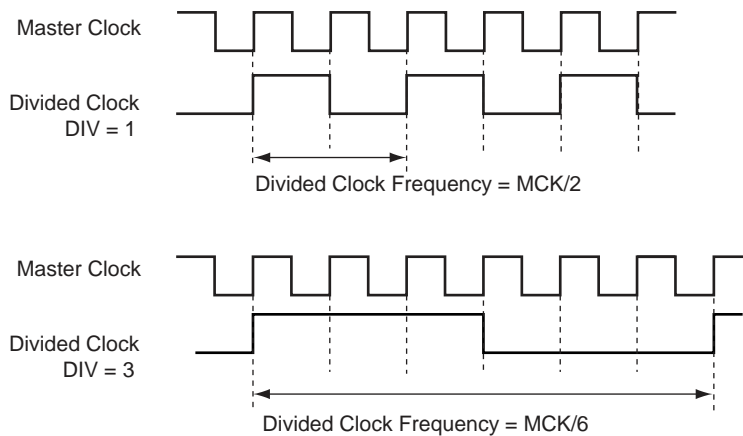 Master Clock
Divided Clock
DIV = 1
Divided Clock Frequency = MCK/2
Master Clock
Divided Clock
DIV = 3
Divided Clock Frequency = MCK/6